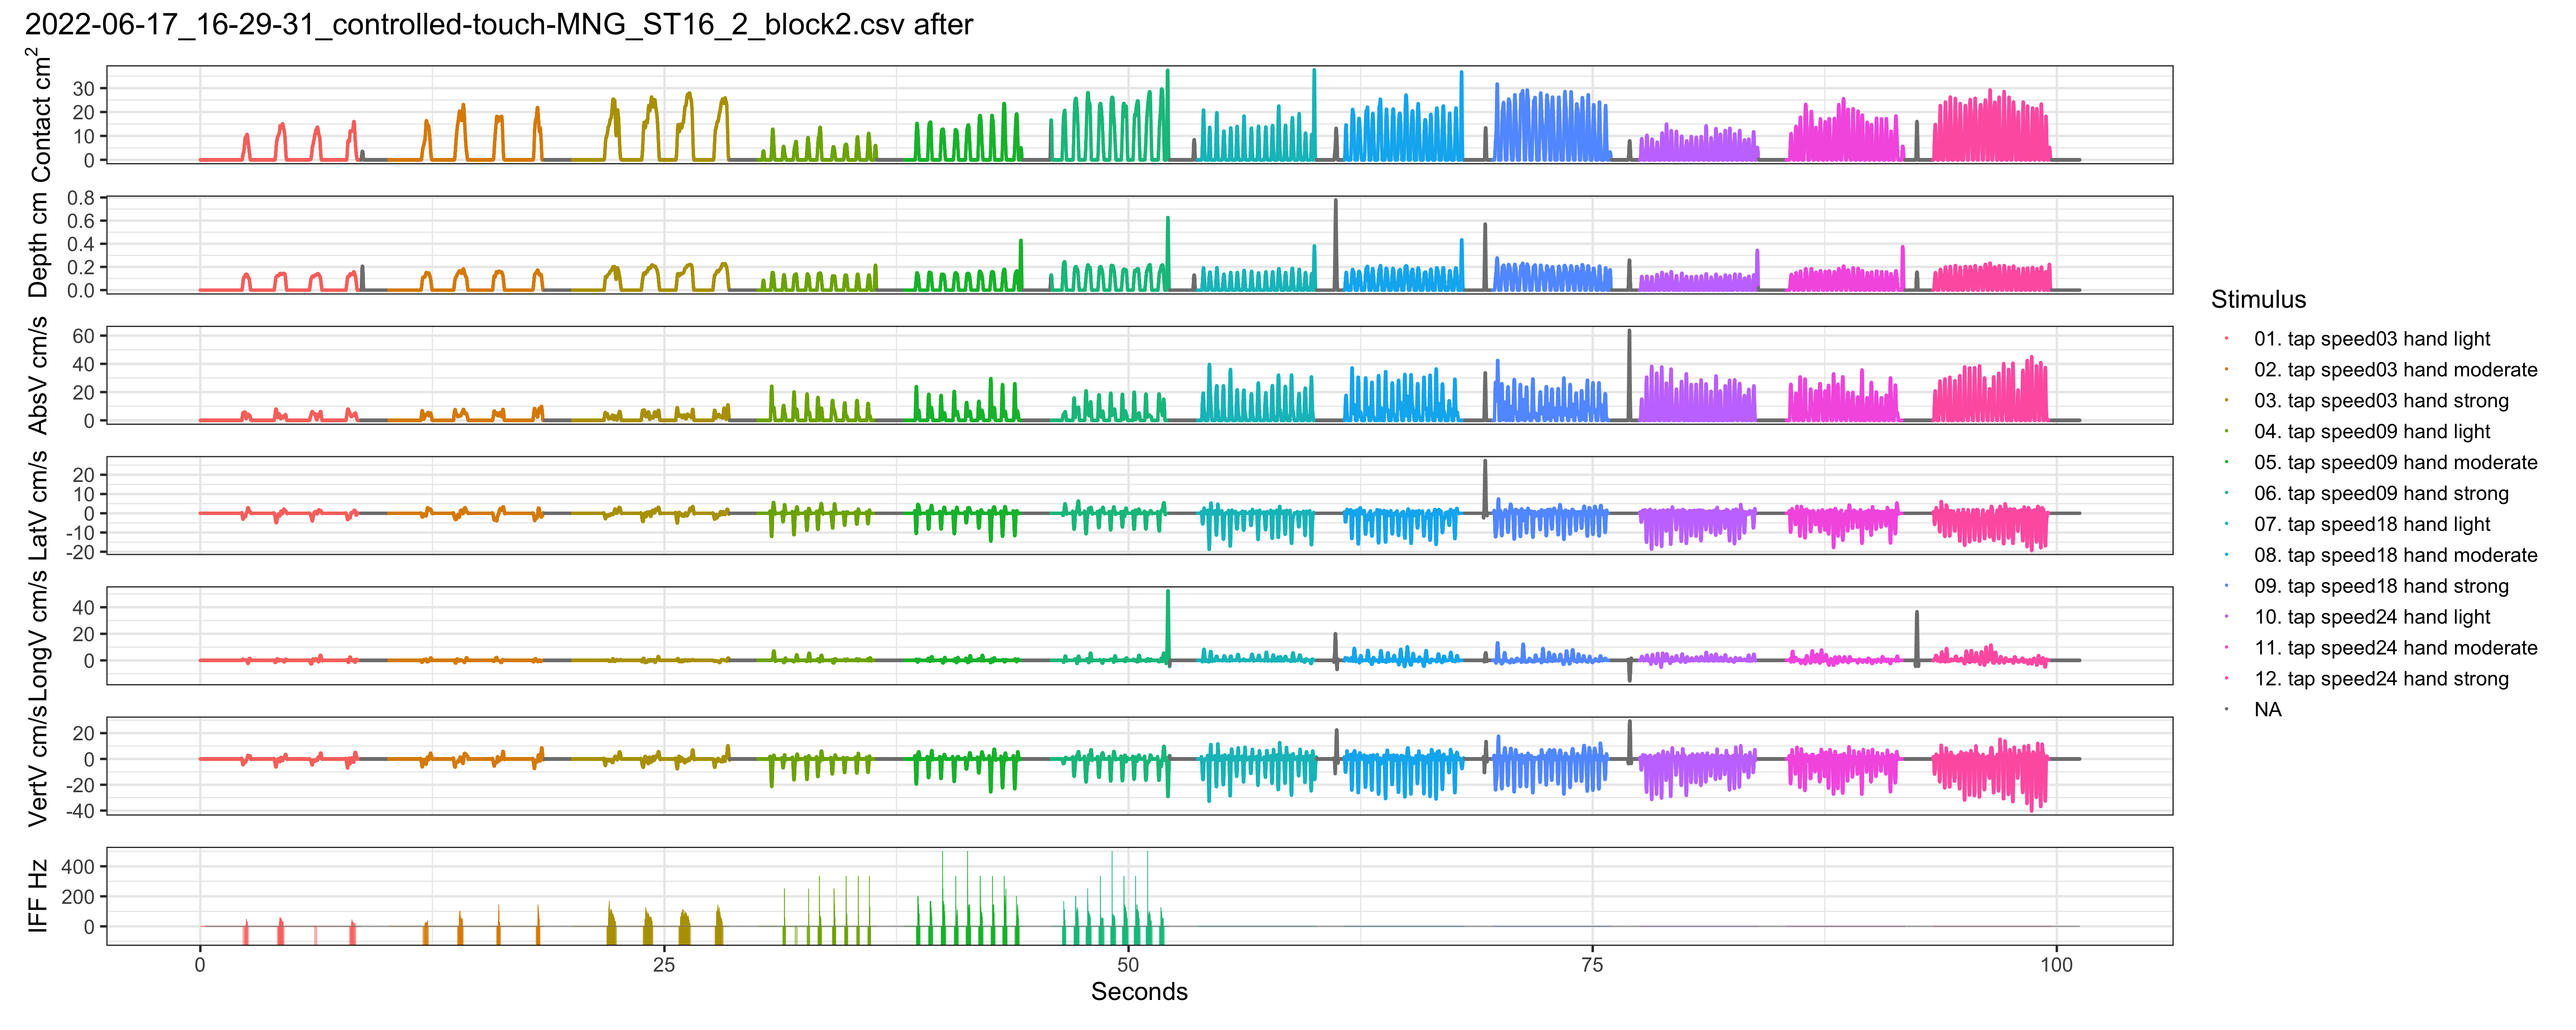 2022-06-17_16-29-31_controlled-touch-MNG_ST16_2_block2.csv after
Contact cm²
30
20
10
0
Depth cm
0.8
0.6
0.4
0.2
0.0
AbsV cm/s
60
40
20
0
LatV cm/s
20
10
0
-10
-20
LongV cm/s
40
20
0
VertV cm/s
20
0
-20
-40
IFF Hz
400
200
0
0 25 50 75 100
Seconds
Stimulus
01. tap speed03 hand light
02. tap speed03 hand moderate
03. tap speed03 hand strong
04. tap speed09 hand light
05. tap speed09 hand moderate
06. tap speed09 hand strong
07. tap speed18 hand light
08. tap speed18 hand moderate
09. tap speed18 hand strong
10. tap speed24 hand light
11. tap speed24 hand moderate
12. tap speed24 hand strong
NA